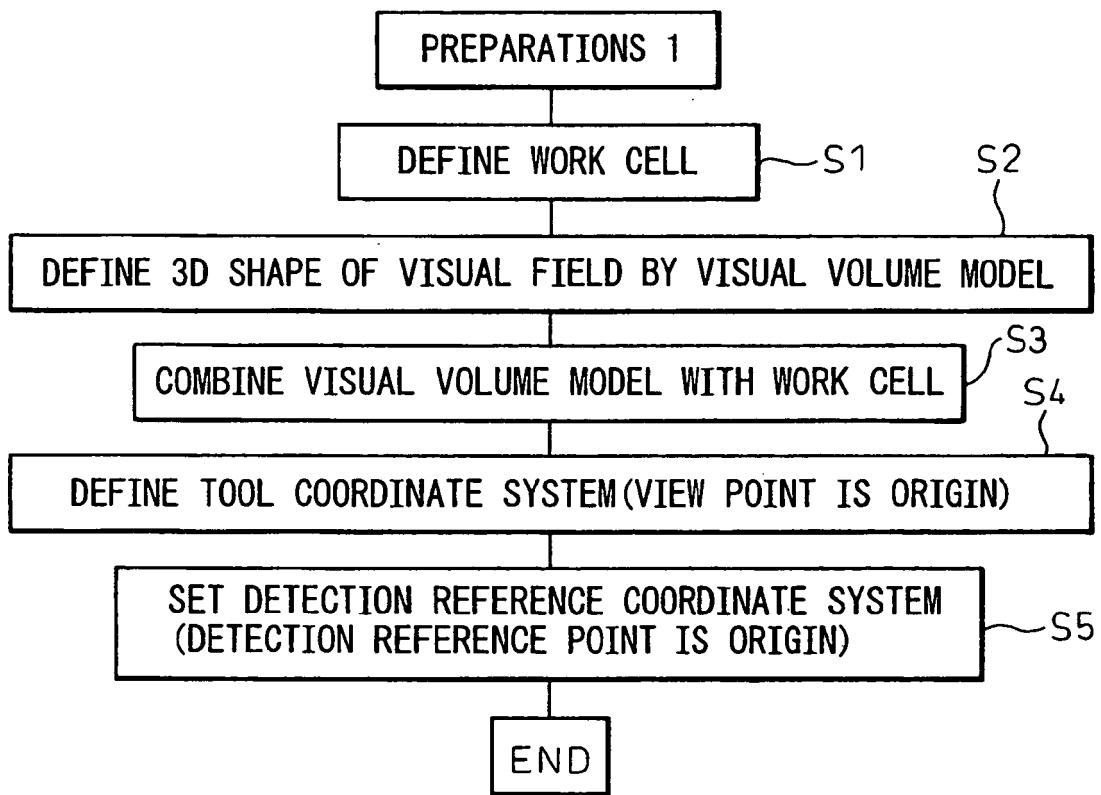 PREPARATIONS 1
DEFINE WORK CELL
S1
S2
DEFINE 3D SHAPE OF VISUAL FIELD BY VISUAL VOLUME MODEL
S3
COMBINE VISUAL VOLUME MODEL WITH WORK CELL
S4
DEFINE TOOL COORDINATE SYSTEM(VIEW POINT IS ORIGIN)
SET DETECTION REFERENCE COORDINATE SYSTEM
(DETECTION REFERENCE POINT IS ORIGIN)
S5
END